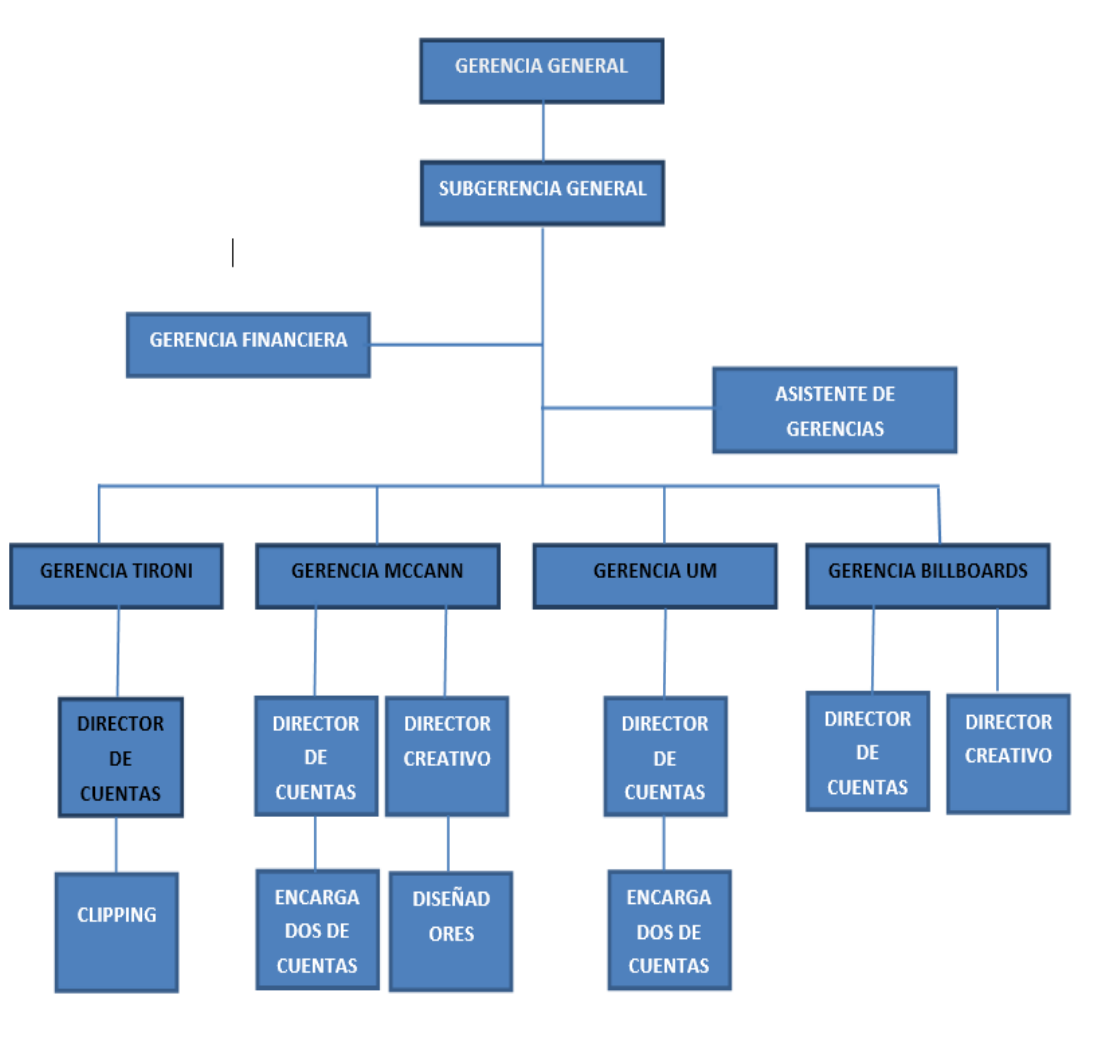 GERENCIA GENERAL
SUBGERENCIA GENERAL
GERENCIA FINANCIERA
ASISTENTE DE
GERENCIAS
GERENCIA TIRONI
GERENCIA MCCANN
GERENCIA UM
GERENCIA BILLBOARDS
DIRECTOR
DE
CUENTAS
DIRECTOR
DE
CUENTAS
DIRECTOR
CREATIVO
DIRECTOR
DE
CUENTAS
DIRECTOR
DE
CUENTAS
DIRECTOR
CREATIVO
CLIPPING
ENCARGA
DOS DE
CUENTAS
DISEÑAD
ORES
ENCARGA
DOS DE
CUENTAS